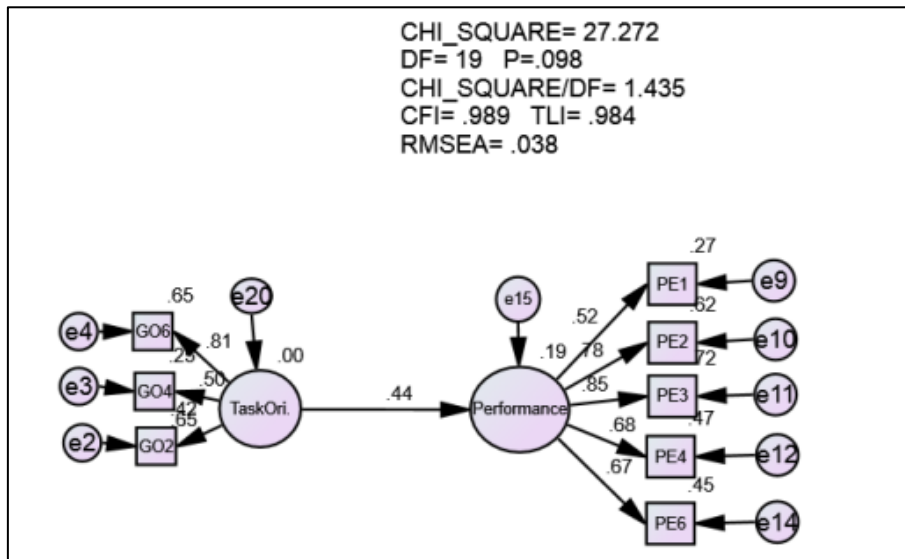 CHI_SQUARE= 27.272
DF= 19 P=.098
CHI_SQUARE/DF= 1.435
CFI= .989 TLI= .984
RMSEA= .038
.27
e9
PE1
.65
e20
e15
.52
.62
e4
GO6
.81
.00
.19
.78
PE2
e10
.25
.72
e3
GO4
.50
.44
.85
PE3
e11
TaskOri.
Performance
.42
.47
e2
GO2
.65
.68
PE4
e12
.67
.45
PE6
e14